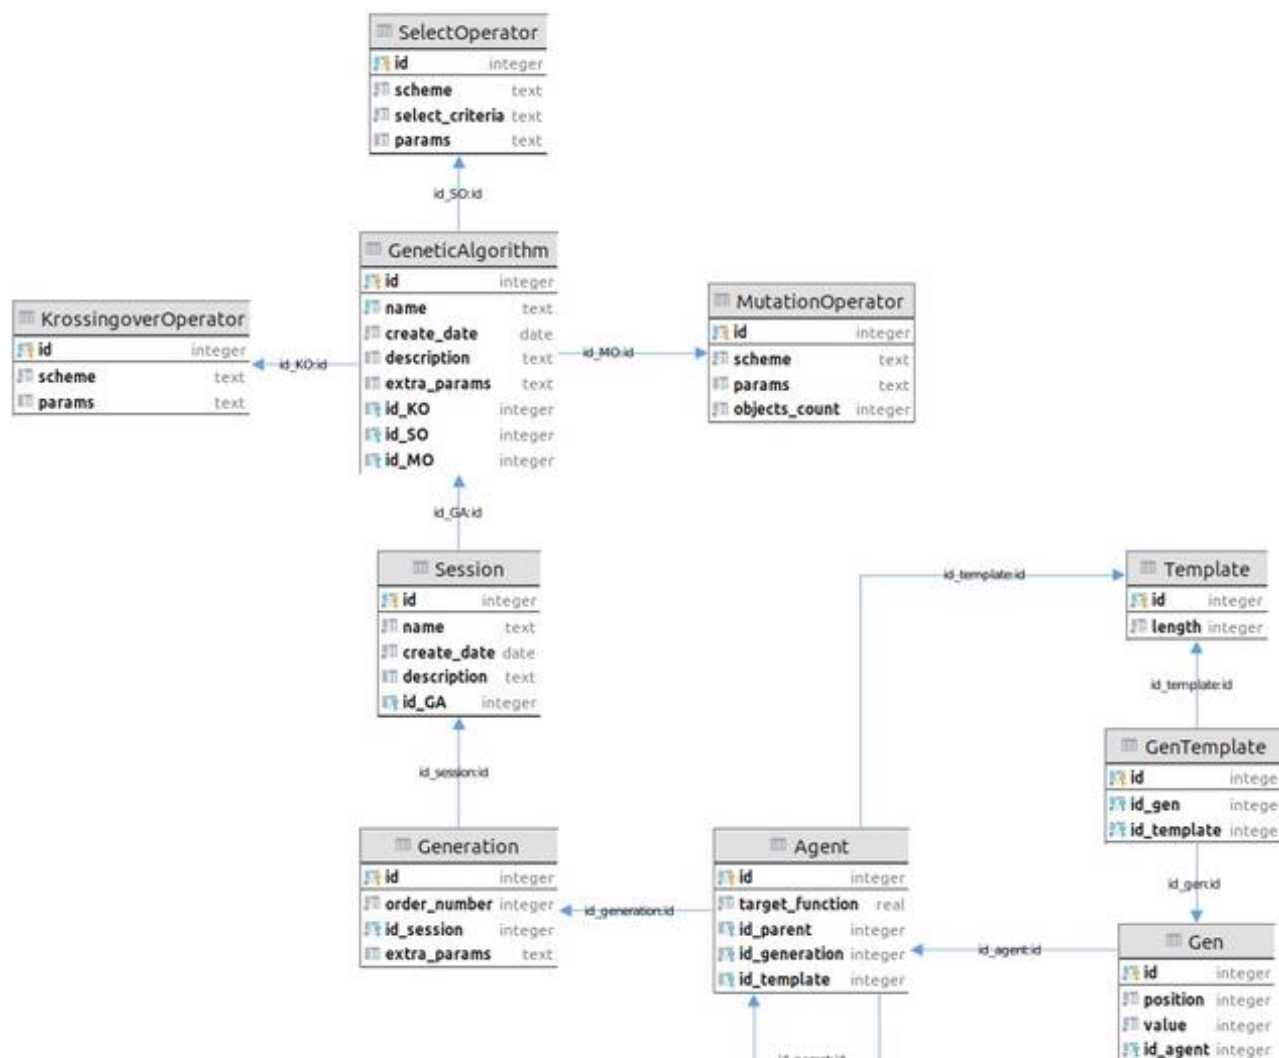 SelectOperator
id integer
scheme text
select_criteria text
params text
id_SO:id
GeneticAlgorithm
id integer
name text
create_date date
description text
extra_params text
id_KO integer
id_SO integer
id_MO integer
KrossingoverOperator
id integer
scheme text
params text
id_KO:id
id_MO:id
MutationOperator
id integer
scheme text
params text
objects_count integer
id_GA:id
Session
id integer
name text
create_date date
description text
id_GA integer
id_template:id
Template
id integer
length integer
id_template:id
GenTemplate
id intege
id_gen intege
id_template intege
id_session:id
Generation
id integer
order_number integer
id_session integer
extra_params text
id_generation:id
Agent
id integer
target_function real
id_parent integer
id_generation integer
id_template integer
id_gen:id
id_agent:id
Gen
id integer
position integer
value integer
id_agent integer